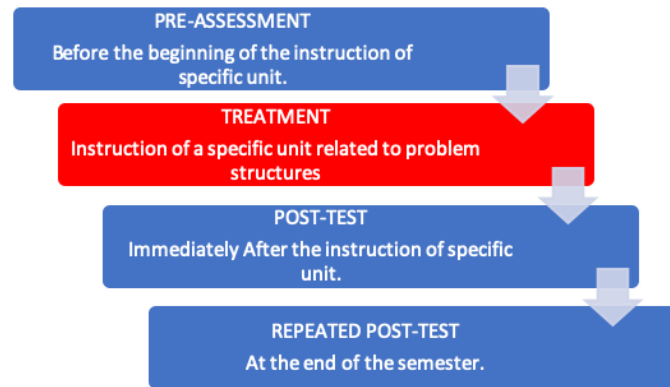 PRE-ASSESSMENT
Before the beginning of the instruction of
specific unit.
TREATMENT
Instruction of a specific unit related to problem
structures
POST-TEST
Immediately After the instruction of specific
unit.
REPEATED POST-TEST
At the end of the semester.